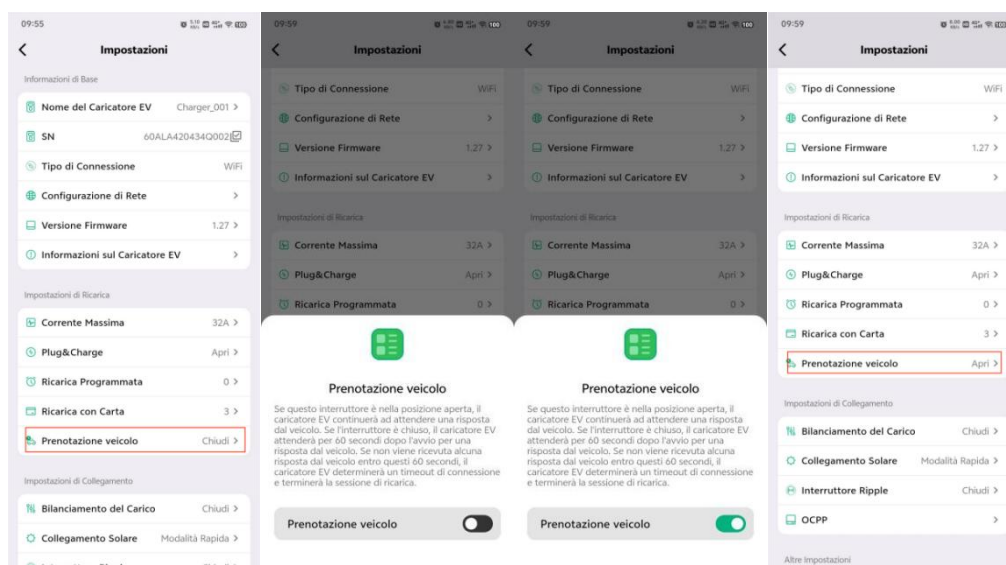 09:55
Impostazioni
Informazioni di Base
Nome del Caricatore EV Charger_001 >
SN 60ALA420434Q002
Tipo di Connessione WiFi
Configurazione di Rete >
Versione Firmware 1.27 >
Informazioni sul Caricatore EV >
Impostazioni di Ricarica
Corrente Massima 32A >
Plug&Charge Apri >
Ricarica Programmata 0 >
Ricarica con Carta 3 >
Prenotazione veicolo Chiudi >
Impostazioni di Collegamento
Bilanciamento del Carico Chiudi >
Collegamento Solare Modalità Rapida >
09:59
Impostazioni
Tipo di Connessione WiFi
Configurazione di Rete >
Versione Firmware 1.27 >
Informazioni sul Caricatore EV >
Impostazioni di Ricarica
Corrente Massima 32A >
Plug&Charge Apri >
Ricarica Programmata 0 >
Prenotazione veicolo
Se questo interruttore è nella posizione aperta, il
caricatore EV continuerà ad attendere una risposta
dal veicolo. Se l'interruttore è chiuso, il caricatore EV
attenderà per 60 secondi dopo l'avvio per una
risposta dal veicolo. Se non viene ricevuta alcuna
risposta dal veicolo entro questi 60 secondi, il
caricatore EV determinerà un timeout di connessione
e terminerà la sessione di ricarica.
Prenotazione veicolo
09:59
Impostazioni
Tipo di Connessione WiFi
Configurazione di Rete >
Versione Firmware 1.27 >
Informazioni sul Caricatore EV >
Impostazioni di Ricarica
Corrente Massima 32A >
Plug&Charge Apri >
Ricarica Programmata 0 >
Prenotazione veicolo
Se questo interruttore è nella posizione aperta, il
caricatore EV continuerà ad attendere una risposta
dal veicolo. Se l'interruttore è chiuso, il caricatore EV
attenderà per 60 secondi dopo l'avvio per una
risposta dal veicolo. Se non viene ricevuta alcuna
risposta dal veicolo entro questi 60 secondi, il
caricatore EV determinerà un timeout di connessione
e terminerà la sessione di ricarica.
Prenotazione veicolo
09:59
Impostazioni
Tipo di Connessione WiFi
Configurazione di Rete >
Versione Firmware 1.27 >
Informazioni sul Caricatore EV >
Impostazioni di Ricarica
Corrente Massima 32A >
Plug&Charge Apri >
Ricarica Programmata 0 >
Ricarica con Carta 3 >
Prenotazione veicolo Apri >
Impostazioni di Collegamento
Bilanciamento del Carico Chiudi >
Collegamento Solare Modalità Rapida >
Interruttore Ripple Chiudi >
OCPP >
Altre Impostazioni